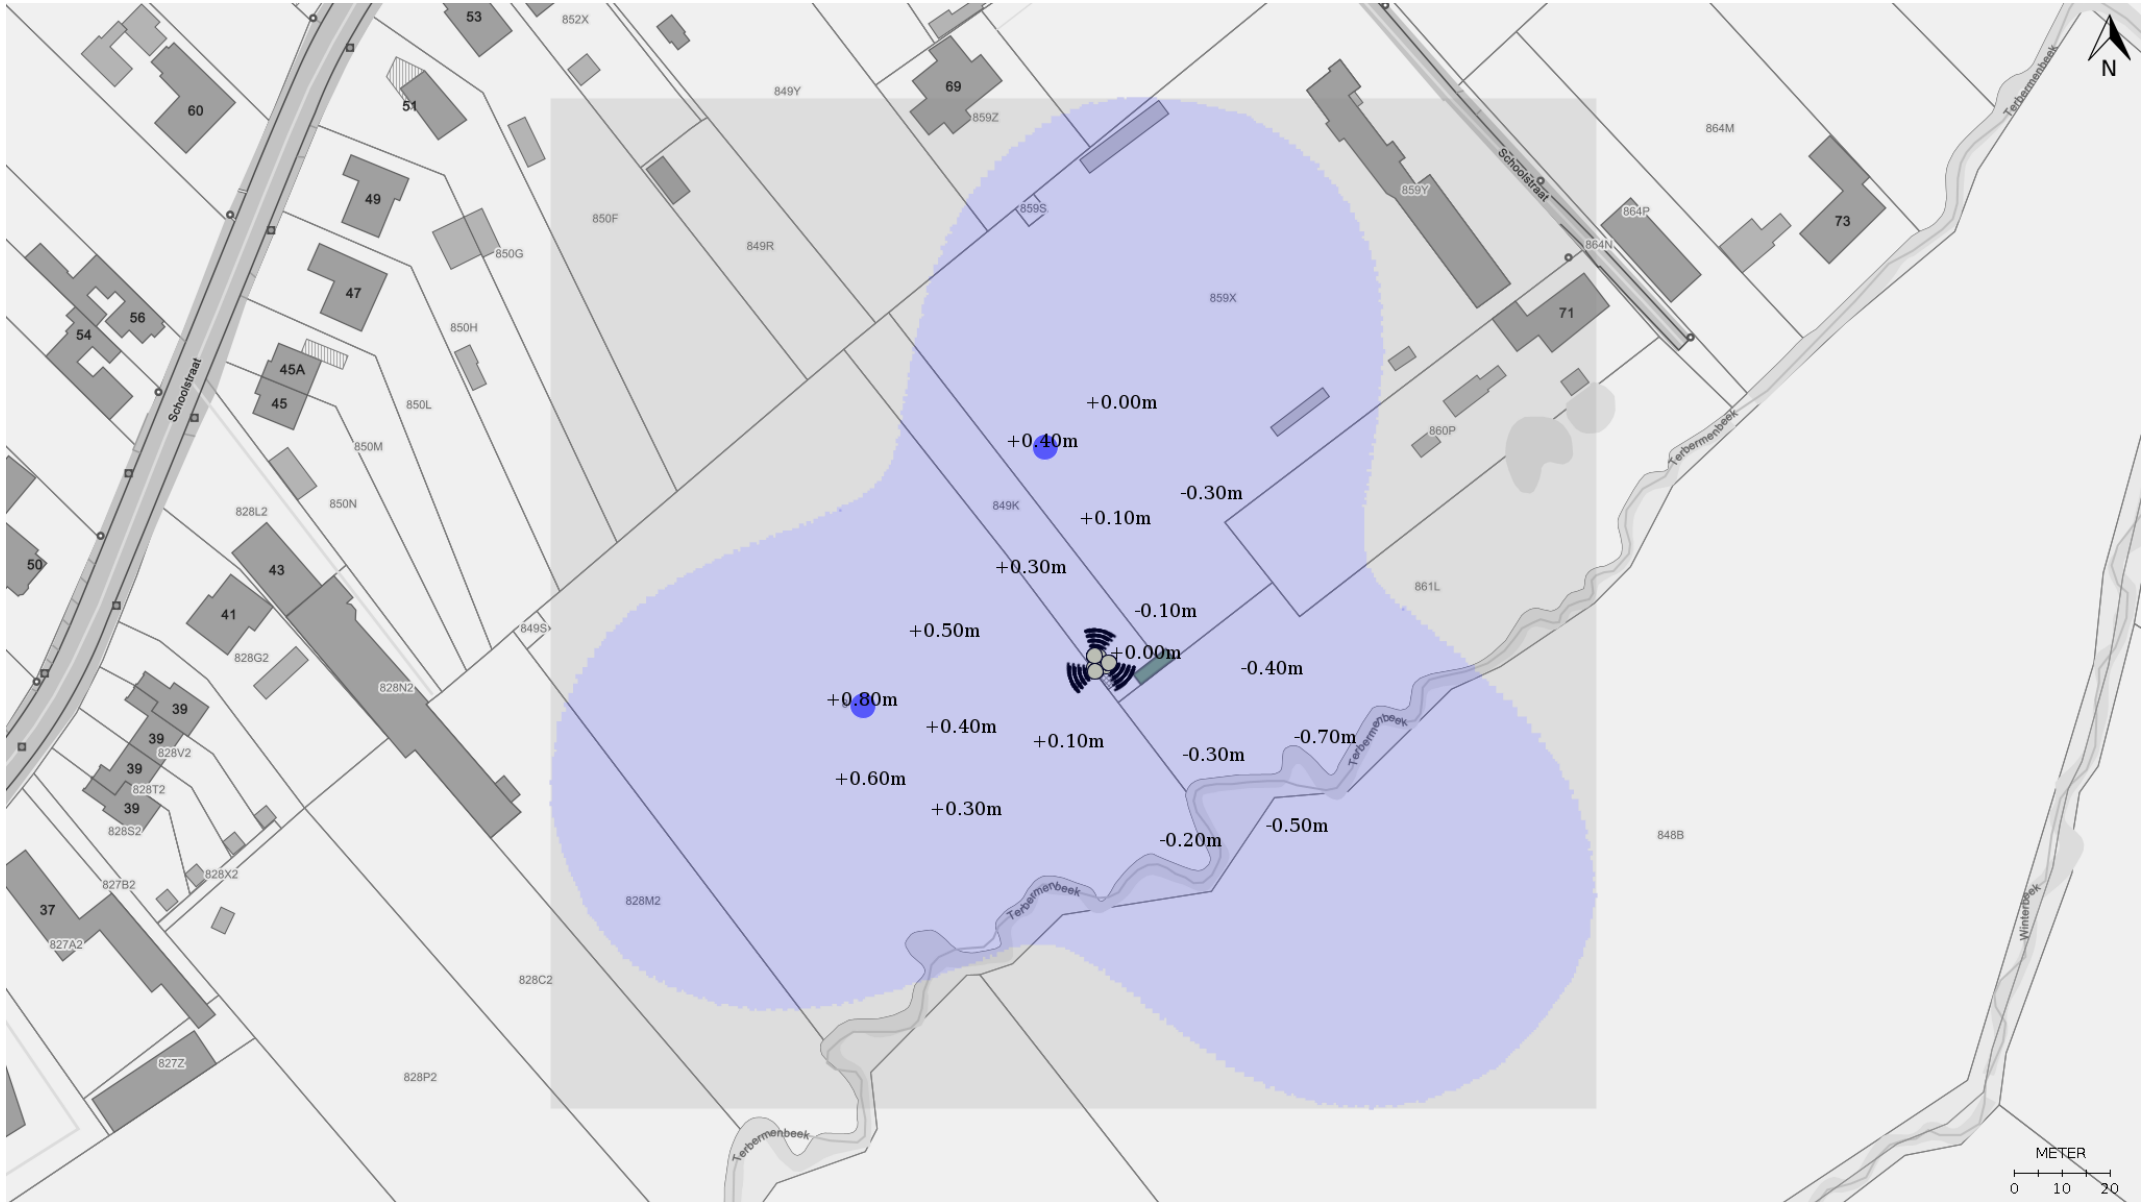 53
852X
N
60
51
849Y
69
859Z
864M
Terbermenbeek
49
850F
849R
850G
859S
859Y
Schoolstraat
864P
864N
73
47
850H
859X
71
56
54
45A
45
850L
Schoolstraat
850M
+0.00m
+0.40m
860P
Terbermenbeek
850N
828L2
849K
-0.30m
+0.10m
50
43
+0.30m
861L
41
849S
+0.50m
-0.10m
828G2
828N2
+0.00m
-0.40m
39
+0.80m
39
828V2
+0.40m
+0.10m
-0.30m
-0.70m
Terbermenbeek
39
828T2
+0.60m
39
828S2
+0.30m
-0.20m
-0.50m
848B
827B2
828X2
Terbermenbeek
828M2
37
827A2
Winterbeek
828C2
827Z
828P2
Terbermenbeek
METER
0 10 20